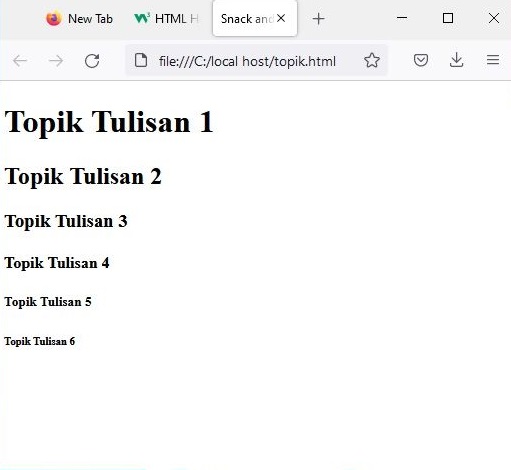 New Tab
HTML H
Snack and
file:///C:/local host/topik.html
Topik Tulisan 1
Topik Tulisan 2
Topik Tulisan 3
Topik Tulisan 4
Topik Tulisan 5
Topik Tulisan 6